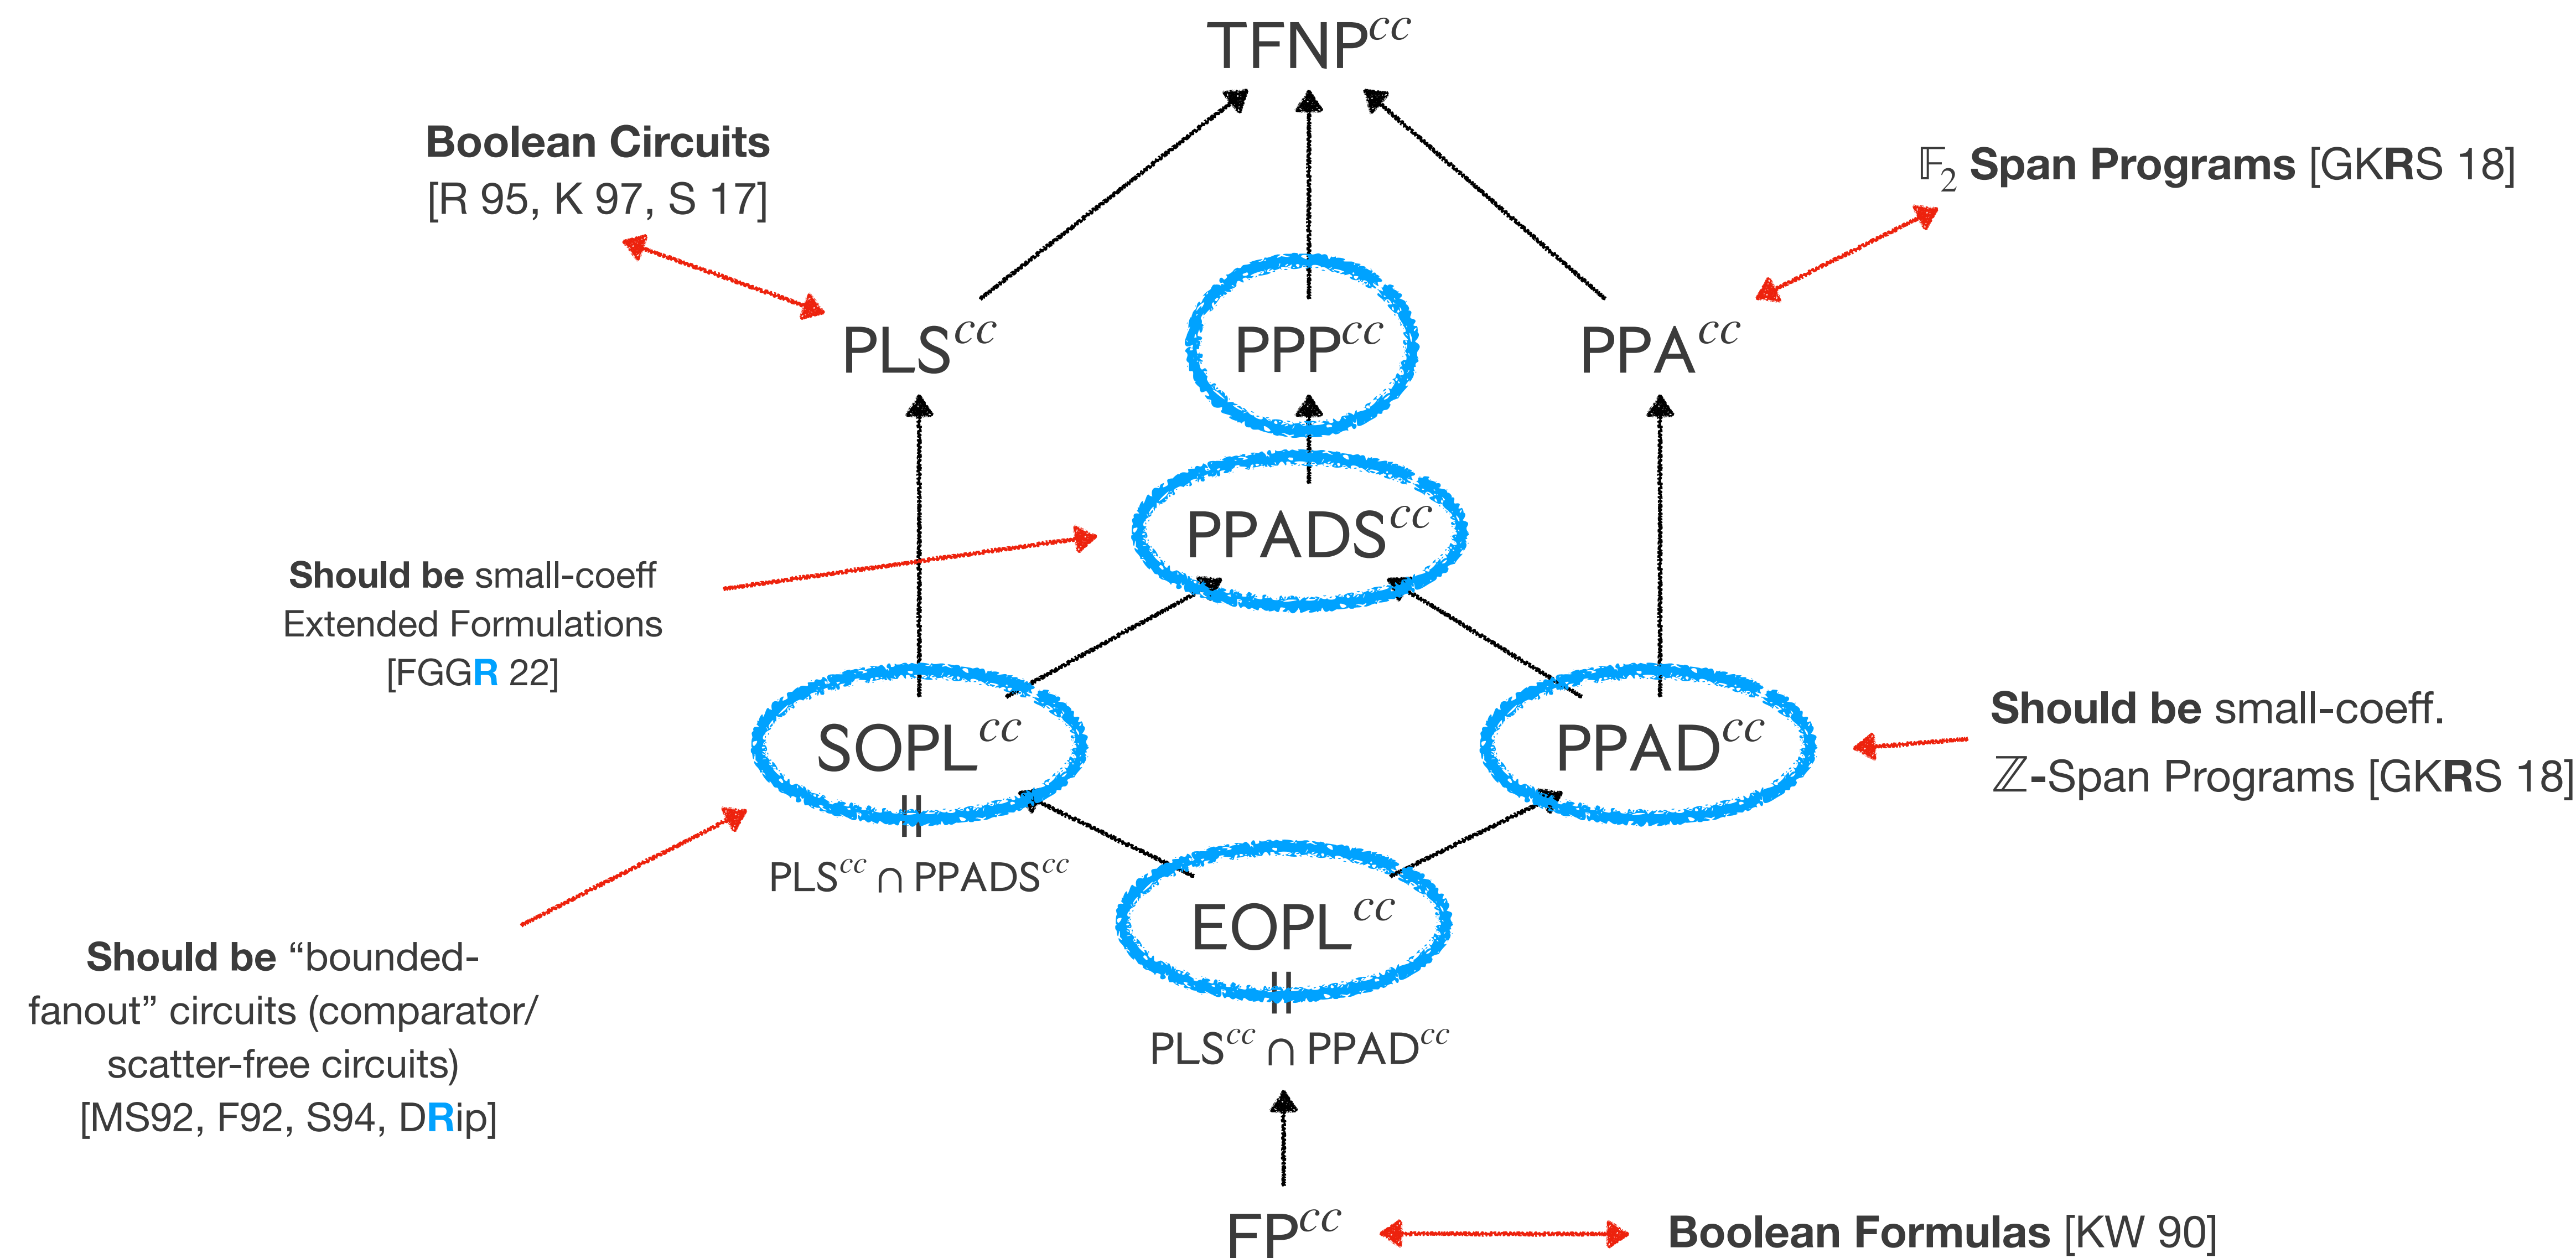 TFNP^{cc}
Boolean Circuits
[R 95, K 97, S 17]
𝔽₂ Span Programs [GKRS 18]
PLS^{cc}
PPP^{cc}
PPA^{cc}
PPADS^{cc}
Should be small-coeff
Extended Formulations
[FGGR 22]
SOPL^{cc}
||
PLS^{cc} ∩ PPADS^{cc}
PPAD^{cc}
Should be small-coeff.
ℤ-Span Programs [GKRS 18]
EOPL^{cc}
||
PLS^{cc} ∩ PPAD^{cc}
Should be “bounded-
fanout” circuits (comparator/
scatter-free circuits)
[MS92, F92, S94, DRip]
FP^{cc}
Boolean Formulas [KW 90]